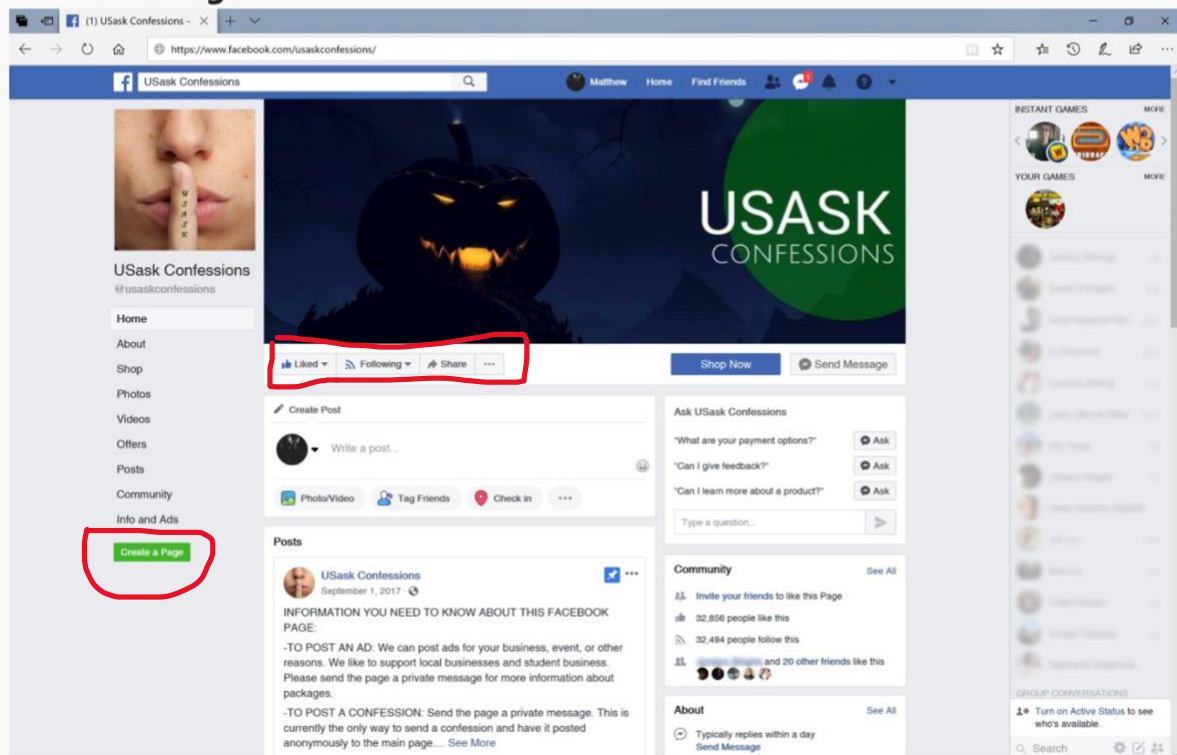 (1) USask Confessions -
https://www.facebook.com/usaskconfessions/
USask Confessions
Matthew Home Find Friends
USASK
USASK
CONFESSIONS
USask Confessions
@usaskconfessions
Home
About
Shop
Photos
Videos
Offers
Posts
Community
Info and Ads
Create a Page
Liked Following Share ...
Shop Now Send Message
Create Post
Write a post...
Photo/Video Tag Friends Check in ...
Posts
USask Confessions
September 1, 2017 ·
INFORMATION YOU NEED TO KNOW ABOUT THIS FACEBOOK
PAGE:
-TO POST AN AD: We can post ads for your business, event, or other
reasons. We like to support local businesses and student business.
Please send the page a private message for more information about
packages.
-TO POST A CONFESSION: Send the page a private message. This is
currently the only way to send a confession and have it posted
anonymously to the main page.... See More
Ask USask Confessions
"What are your payment options?" Ask
"Can I give feedback?" Ask
"Can I learn more about a product?" Ask
Type a question...
Community See All
Invite your friends to like this Page
32,856 people like this
32,494 people follow this
and 20 other friends like this
About See All
Typically replies within a day
Send Message
INSTANT GAMES MORE
YOUR GAMES MORE
GROUP CONVERSATIONS
Turn on Active Status to see
who's available.
Search